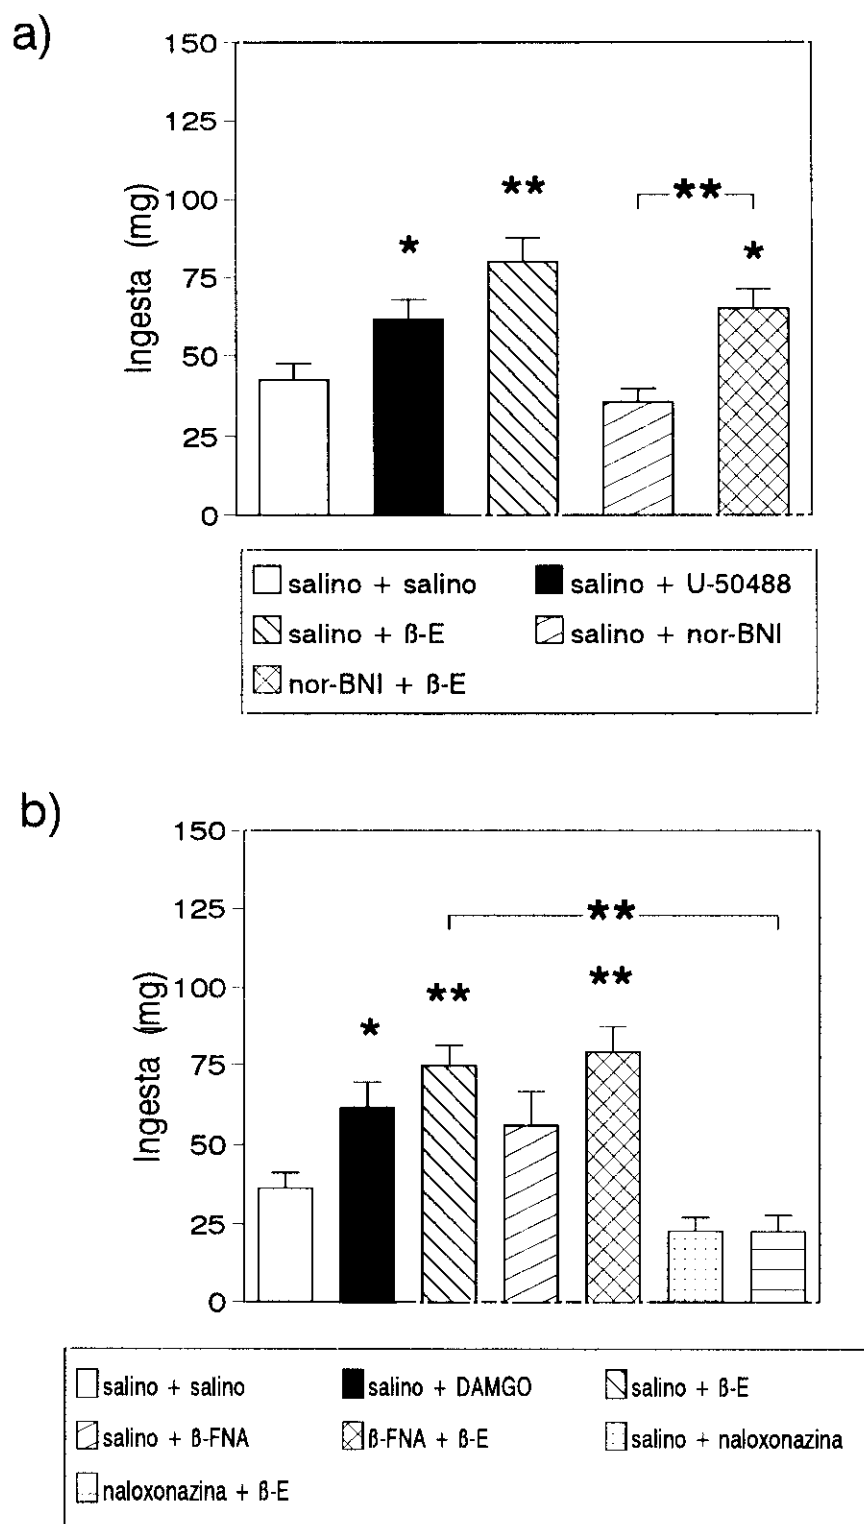 a)
150
125
100
75
50
25
0
Ingesta (mg)
*
**
**
*
salino + salino
salino + U-50488
salino + ß-E
salino + nor-BNI
nor-BNI + ß-E
b)
150
125
100
75
50
25
0
Ingesta (mg)
*
**
**
**
salino + salino
salino + DAMGO
salino + ß-E
salino + ß-FNA
ß-FNA + ß-E
salino + naloxonazina
naloxonazina + ß-E